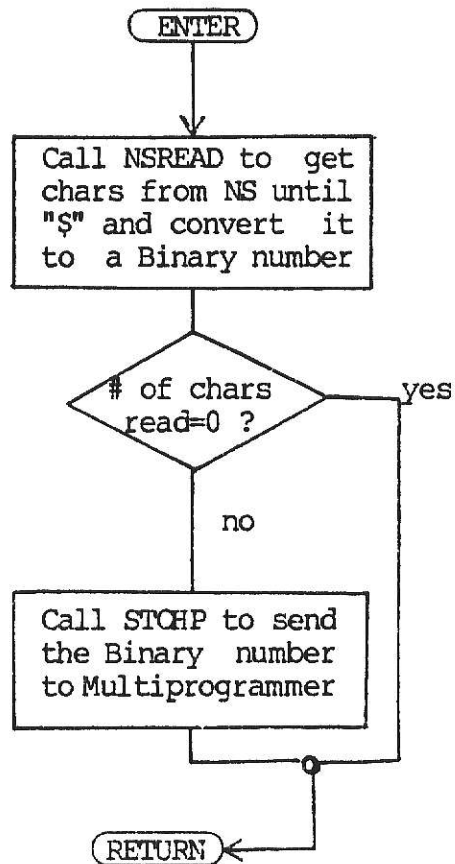 ENTER
Call NSREAD to get
chars from NS until
"$" and convert it
to a Binary number
# of chars
read=0 ?
yes
no
Call STCHP to send
the Binary number
to Multiprogrammer
RETURN